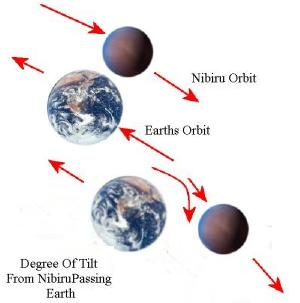 Nibiru Orbit
Earths Orbit
Degree Of Tilt
From NibiruPassing
Earth